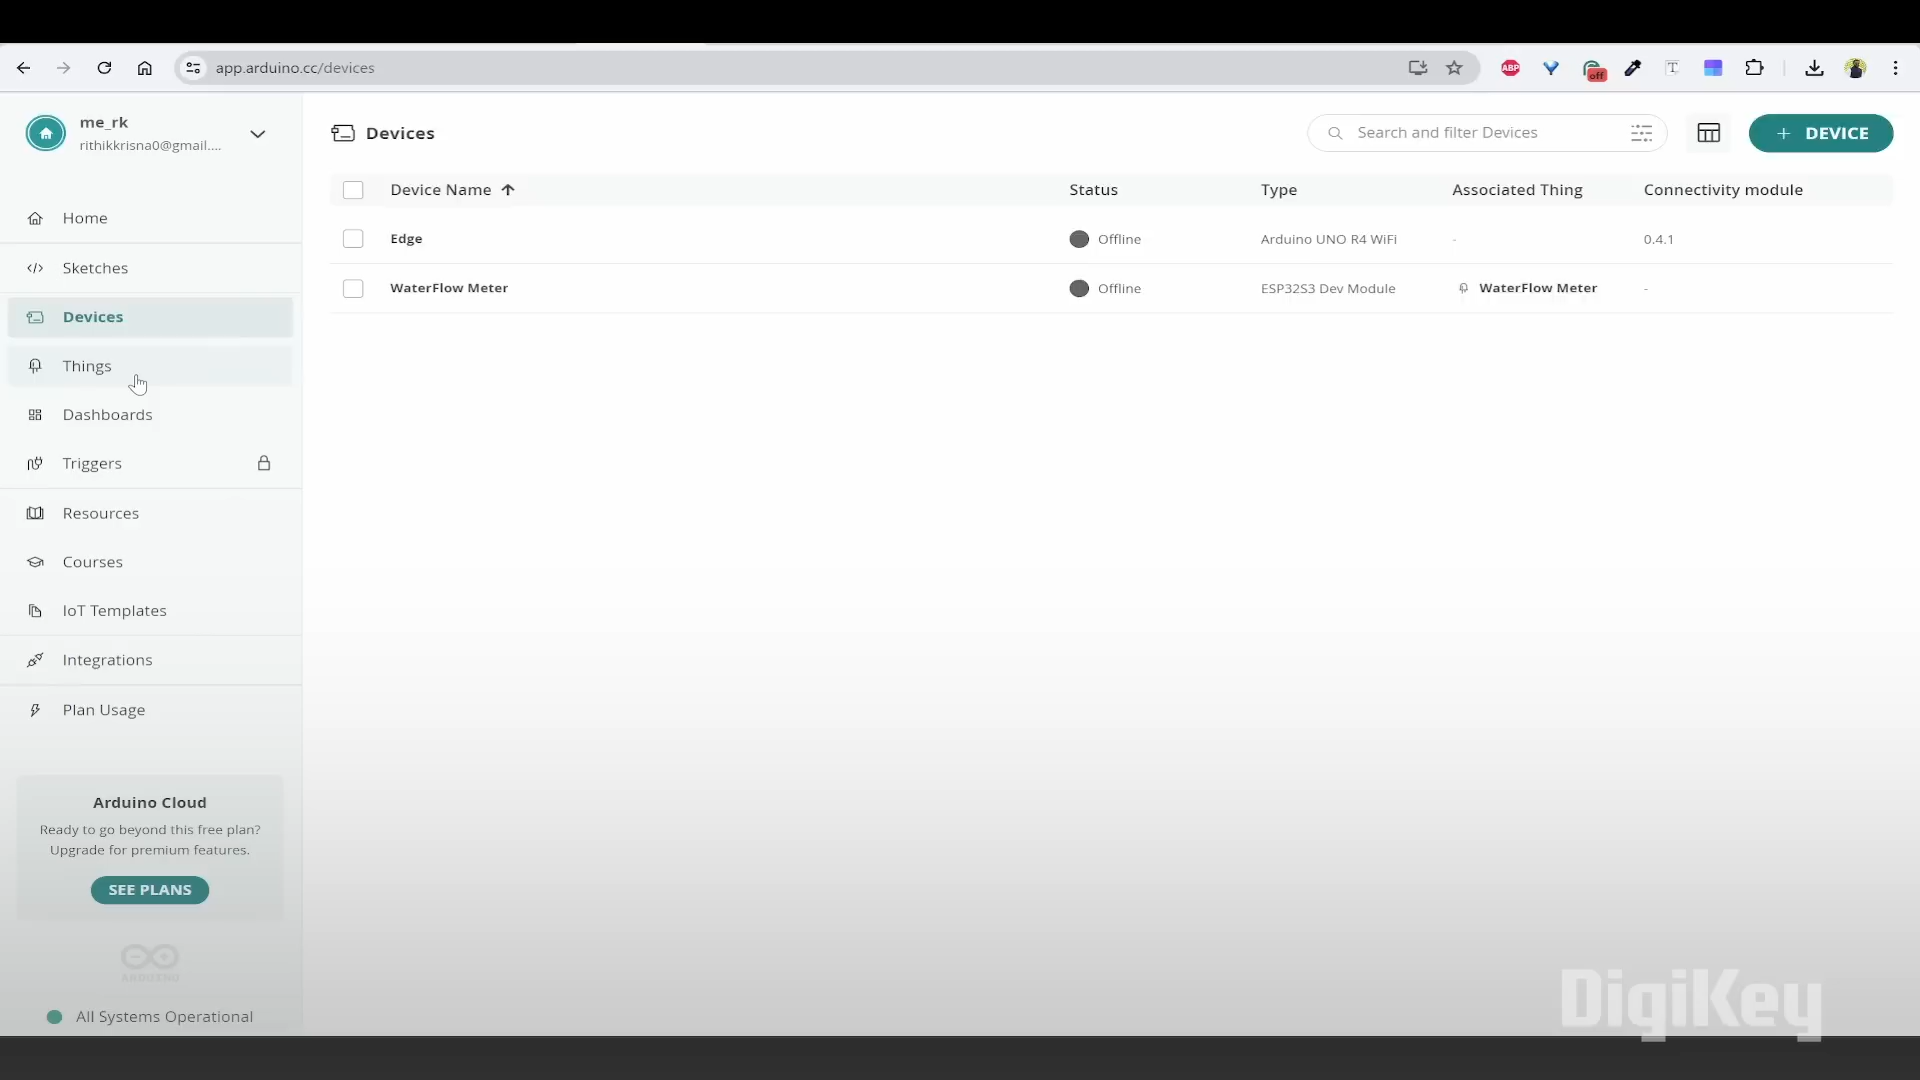 app.arduino.cc/devices
ABP
off
T
me_rk
rithikkrisna0@gmail....
Devices
Search and filter Devices
+ DEVICE
Device Name
Status
Type
Associated Thing
Connectivity module
Home
Edge
Offline
Arduino UNO R4 WiFi
-
0.4.1
Sketches
WaterFlow Meter
Offline
ESP32S3 Dev Module
WaterFlow Meter
-
Devices
Things
Dashboards
Triggers
Resources
Courses
IoT Templates
Integrations
Plan Usage
Arduino Cloud
Ready to go beyond this free plan?
Upgrade for premium features.
SEE PLANS
ARDUINO
All Systems Operational
DigiKey